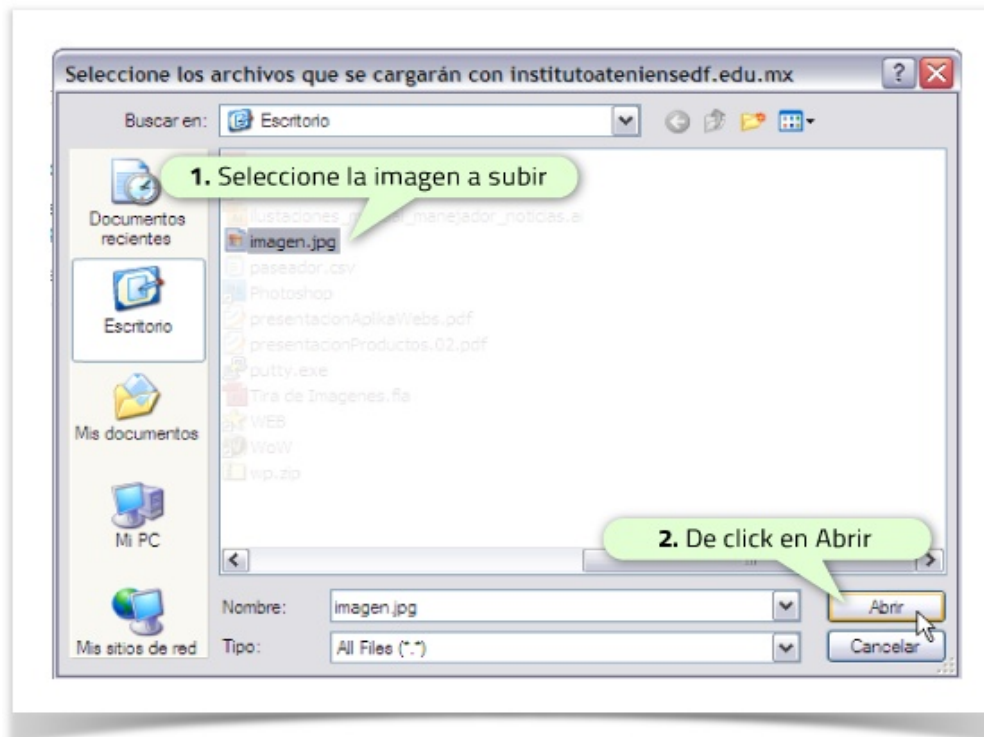 Seleccione los archivos que se cargarán con institutoateniensedf.edu.mx
Buscar en: Escritorio
1. Seleccione la imagen a subir
Documentos recientes
manejador_noticias.ai
imagen.jpg
paseador.csv
Photoshop
Escritorio
presentacionAplikaWebs.pdf
presentacionProductos.02.pdf
putty.exe
Tira de Imagenes.fla
WEB
Mis documentos
WoW
wp.zip
Mi PC
2. De click en Abrir
Nombre: imagen.jpg Abrir
Mis sitios de red
Tipo: All Files (*.*) Cancelar